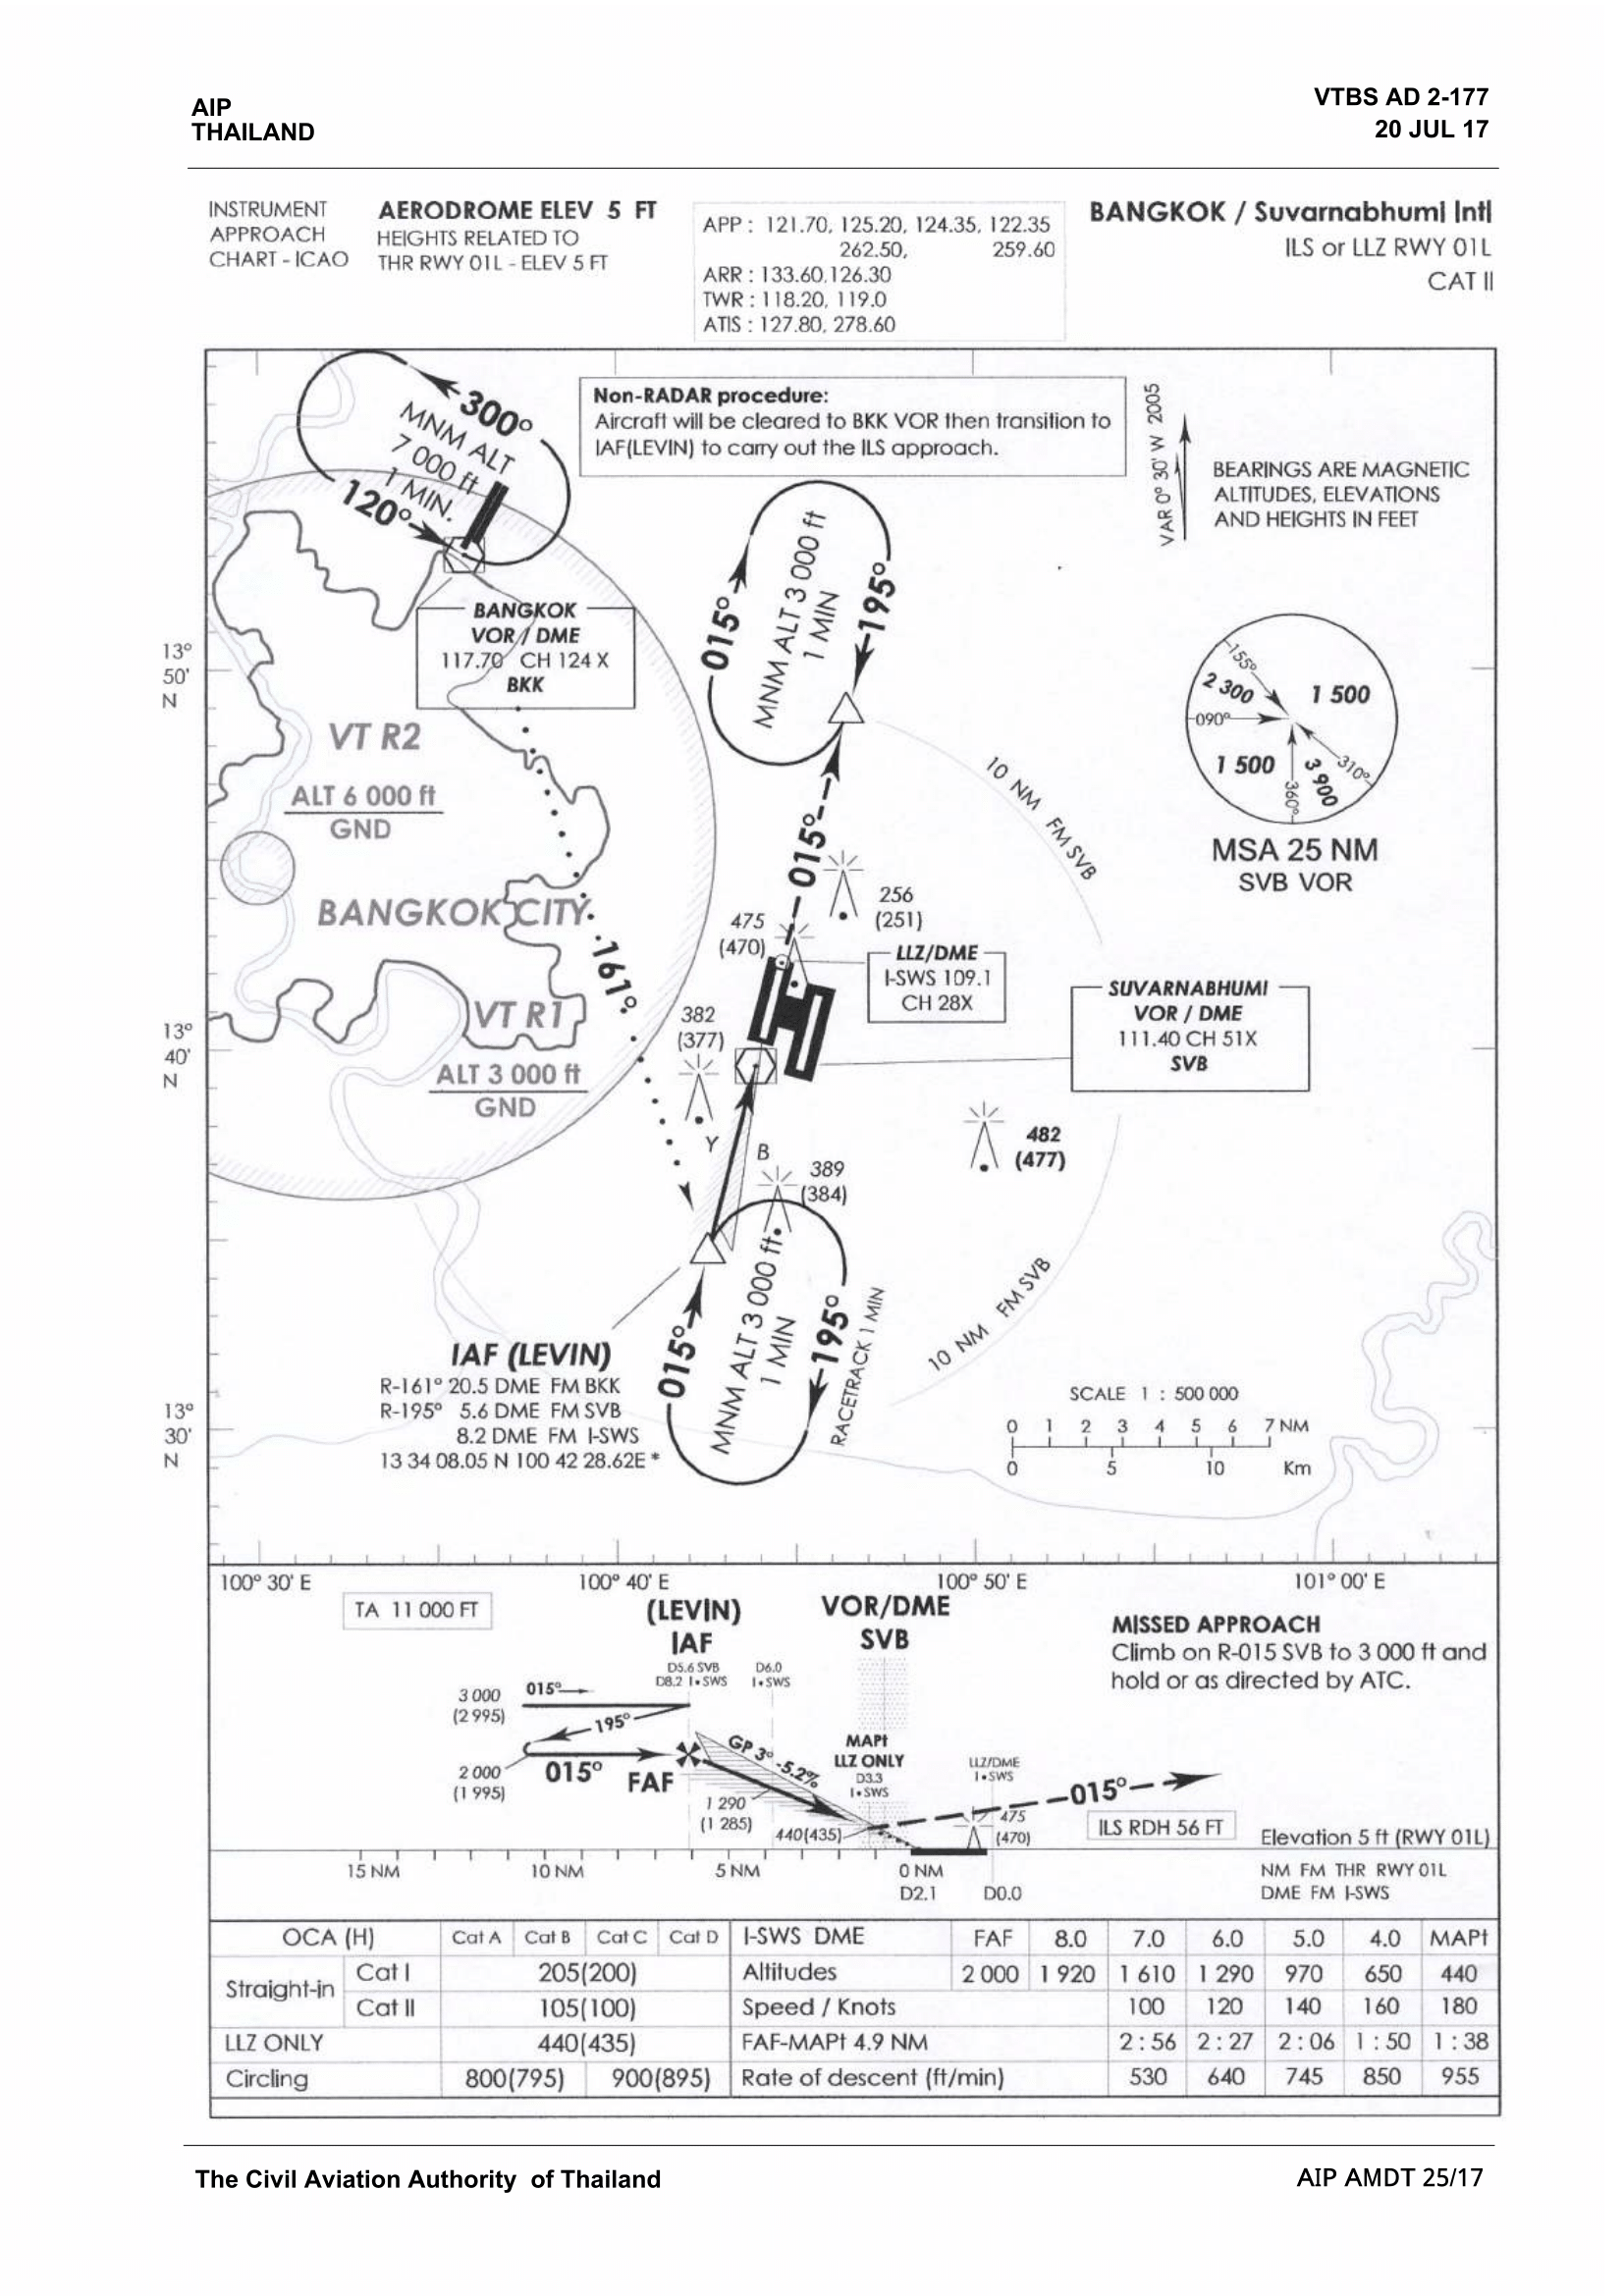 AIP
THAILAND
VTBS AD 2-177
20 JUL 17
INSTRUMENT
APPROACH
CHART - ICAO
AERODROME ELEV 5 FT
HEIGHTS RELATED TO
THR RWY 01L - ELEV 5 FT
APP : 121.70, 125.20, 124.35, 122.35
262.50, 259.60
ARR : 133.60,126.30
TWR : 118.20, 119.0
ATIS : 127.80, 278.60
BANGKOK / Suvarnabhumi Intl
ILS or LLZ RWY 01L
CAT II
300°
MNM ALT
7 000 ft
1 MIN.
120°
Non-RADAR procedure:
Aircraft will be cleared to BKK VOR then transition to
IAF(LEVIN) to carry out the ILS approach.
VAR 0° 30' W 2005
BEARINGS ARE MAGNETIC
ALTITUDES, ELEVATIONS
AND HEIGHTS IN FEET
015°
MNM ALT 3 000 ft
1 MIN
195°
BANGKOK
VOR / DME
117.70 CH 124 X
BKK
13°
50'
N
VT R2
ALT 6 000 ft
GND
155°
2 300
1 500
090°
1 500
3 900
310°
360°
MSA 25 NM
SVB VOR
10 NM FM SVB
015°
256
(251)
BANGKOK CITY
475
(470)
LLZ/DME
I-SWS 109.1
CH 28X
161°
SUVARNABHUMI
VOR / DME
111.40 CH 51X
SVB
VT R1
ALT 3 000 ft
GND
13°
40'
N
382
(377)
Y
B
482
(477)
389
(384)
10 NM FM SVB
015°
MNM ALT 3 000 ft
1 MIN
195°
RACETRACK 1 MIN
IAF (LEVIN)
R-161° 20.5 DME FM BKK
R-195° 5.6 DME FM SVB
8.2 DME FM I-SWS
13 34 08.05 N 100 42 28.62E *
13°
30'
N
SCALE 1 : 500 000
0 1 2 3 4 5 6 7 NM
0 5 10 Km
100° 30' E 100° 40' E 100° 50' E 101° 00' E
TA 11 000 FT
(LEVIN)
IAF
D5.6 SVB
D8.2 I•SWS
D6.0
I•SWS
VOR/DME
SVB
MISSED APPROACH
Climb on R-015 SVB to 3 000 ft and
hold or as directed by ATC.
3 000
(2 995)
015°
195°
2 000
(1 995)
015°
FAF
GP 3° -5.2%
1 290
(1 285)
440(435)
MAPt
LLZ ONLY
D3.3
I•SWS
LLZ/DME
I•SWS
475
(470)
015°
ILS RDH 56 FT
Elevation 5 ft (RWY 01L)
15 NM 10 NM 5 NM 0 NM
NM FM THR RWY 01L
D2.1 D0.0
DME FM I-SWS
OCA (H) Cat A Cat B Cat C Cat D I-SWS DME FAF 8.0 7.0 6.0 5.0 4.0 MAPt
Straight-in Cat I 205(200) Altitudes 2 000 1 920 1 610 1 290 970 650 440
Cat II 105(100) Speed / Knots 100 120 140 160 180
LLZ ONLY 440(435) FAF-MAPt 4.9 NM 2 : 56 2 : 27 2 : 06 1 : 50 1 : 38
Circling 800(795) 900(895) Rate of descent (ft/min) 530 640 745 850 955
The Civil Aviation Authority of Thailand
AIP AMDT 25/17